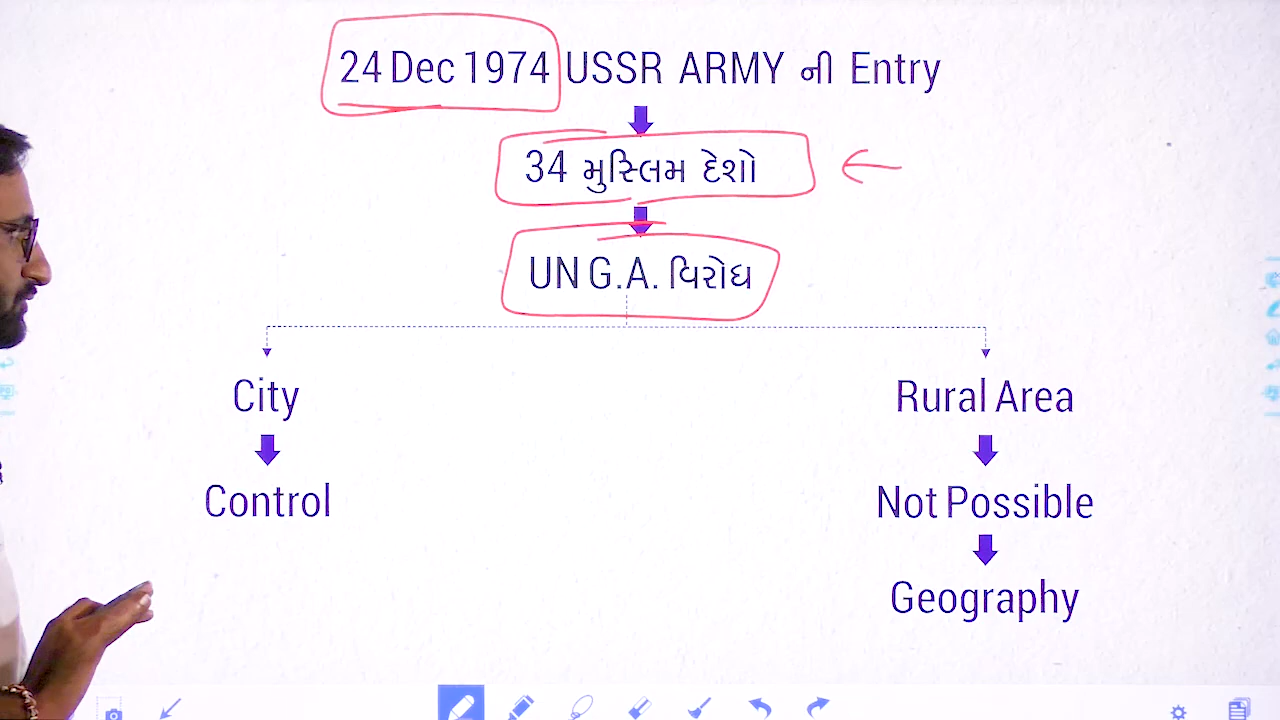 24 Dec 1974 USSR ARMY ની Entry
34 મુસ્લિમ દેશો
UN G.A. વિરોધ
City
Rural Area
Control
Not Possible
Geography